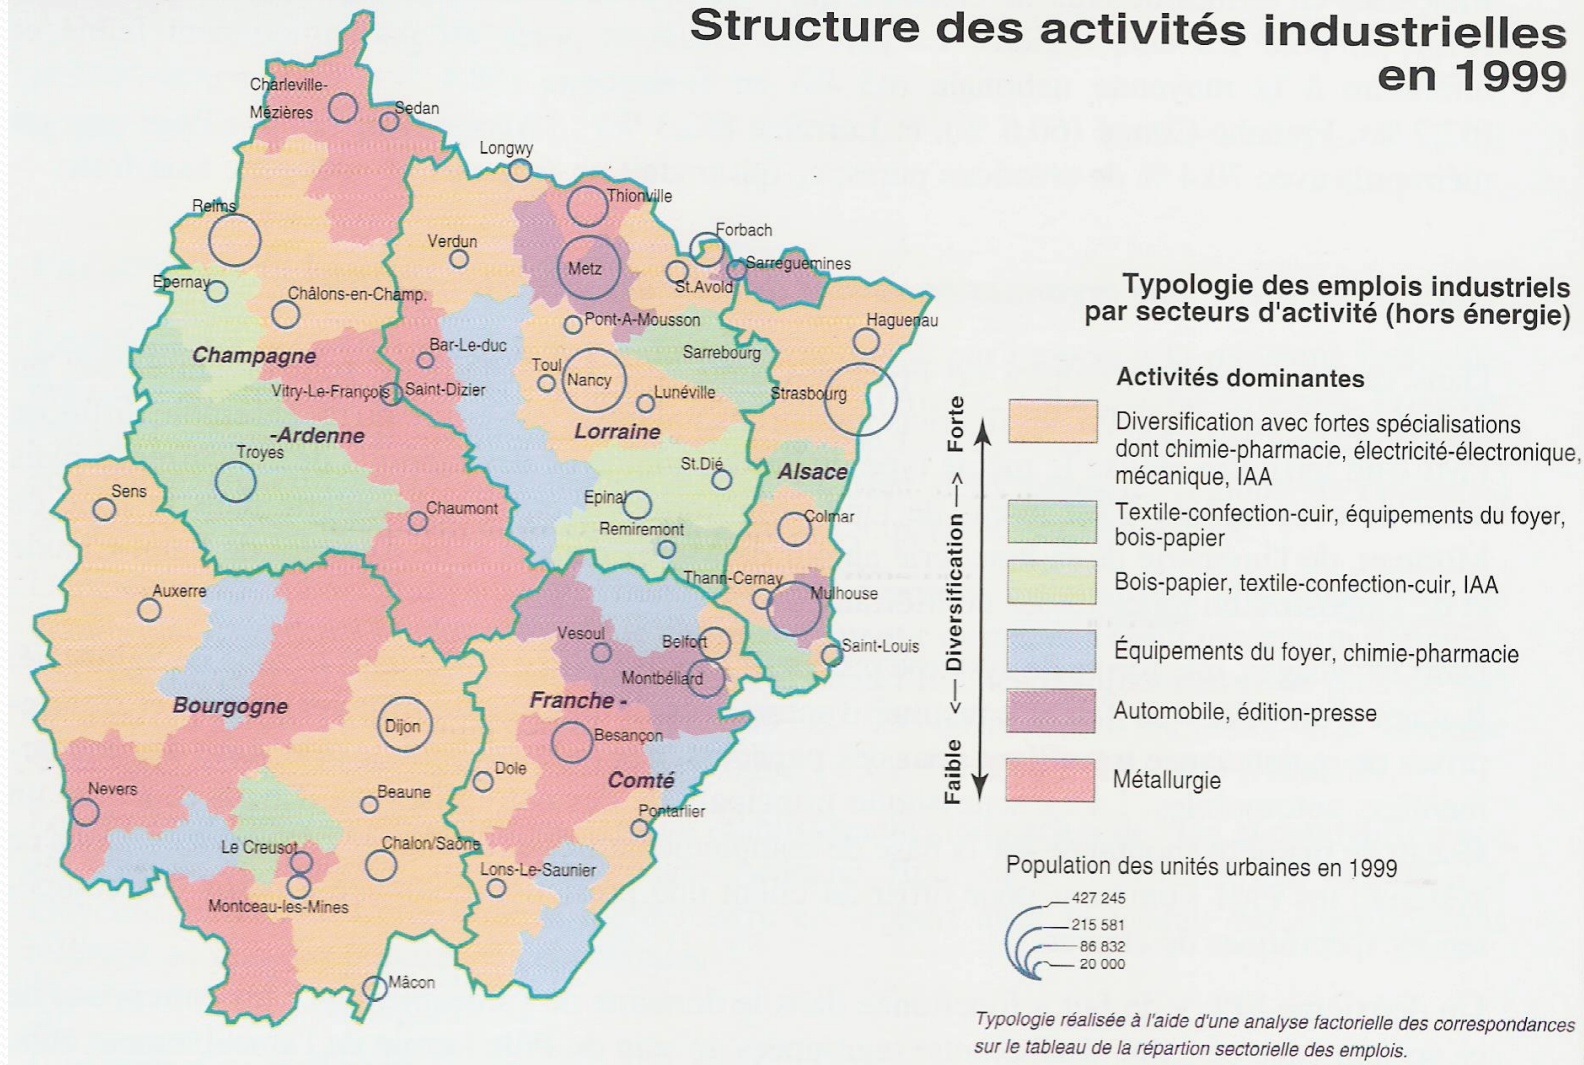 Structure des activités industrielles
en 1999
Charleville-
Mézières
Sedan
Longwy
Thionville
Reims
Verdun
Metz
Forbach
Sarreguemines
St.Avold
Epernay
Châlons-en-Champ.
Pont-A-Mousson
Haguenau
Champagne
Bar-Le-duc
Sarrebourg
Toul
Nancy
Lunéville
Strasbourg
Vitry-Le-François
Saint-Dizier
-Ardenne
Lorraine
Troyes
St.Dié
Alsace
Sens
Epinal
Chaumont
Remiremont
Colmar
Auxerre
Thann-Cernay
Mulhouse
Vesoul
Belfort
Saint-Louis
Montbéliard
Bourgogne
Franche -
Dijon
Besançon
Dole
Comté
Nevers
Beaune
Pontarlier
Le Creusot
Chalon/Saône
Lons-Le-Saunier
Montceau-les-Mines
Mâcon
Typologie des emplois industriels
par secteurs d'activité (hors énergie)
Activités dominantes
Faible <— Diversification —> Forte
Diversification avec fortes spécialisations
dont chimie-pharmacie, électricité-électronique,
mécanique, IAA
Textile-confection-cuir, équipements du foyer,
bois-papier
Bois-papier, textile-confection-cuir, IAA
Équipements du foyer, chimie-pharmacie
Automobile, édition-presse
Métallurgie
Population des unités urbaines en 1999
427 245
215 581
86 832
20 000
Typologie réalisée à l'aide d'une analyse factorielle des correspondances
sur le tableau de la répartion sectorielle des emplois.